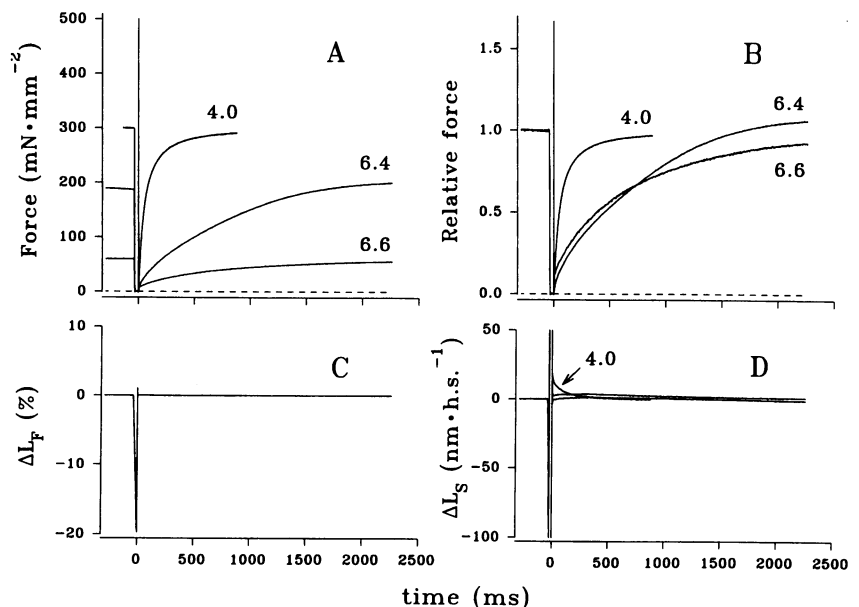 A
B
C
D
Force (mN·mm⁻²)
500
400
300
200
100
0
4.0
6.4
6.6
Relative force
1.5
1.0
0.5
0.0
4.0
6.4
6.6
ΔL_F (%)
10
0
-10
-20
0 500 1000 1500 2000 2500
ΔL_S (nm·h.s.⁻¹)
50
0
-50
-100
4.0
0 500 1000 1500 2000 2500
time (ms)